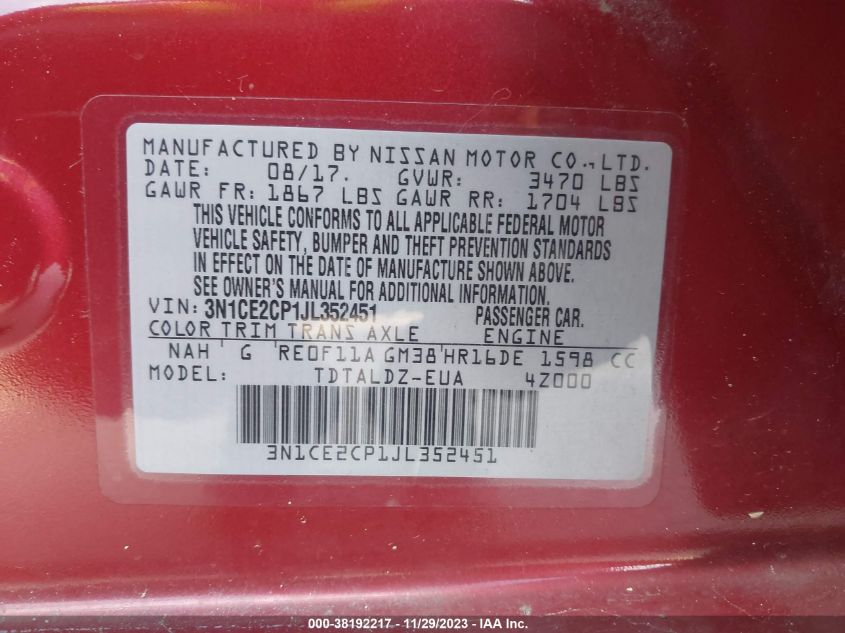 MANUFACTURED BY NISSAN MOTOR CO.,LTD.
DATE: 08/17. GVWR: 3470 LBS
GAWR FR: 1867 LBS GAWR RR: 1704 LBS
THIS VEHICLE CONFORMS TO ALL APPLICABLE FEDERAL MOTOR
VEHICLE SAFETY, BUMPER AND THEFT PREVENTION STANDARDS
IN EFFECT ON THE DATE OF MANUFACTURE SHOWN ABOVE.
SEE OWNER'S MANUAL FOR ADDITIONAL INFORMATION.
VIN: 3N1CE2CP1JL352451 PASSENGER CAR.
COLOR TRIM TRANS AXLE ENGINE
NAH ' G 'RE0F11A GM38'HR16DE 1598 CC
MODEL: TDTALDZ-EUA 4Z000
3N1CE2CP1JL352451
000-38192217 - 11/29/2023 - IAA Inc.